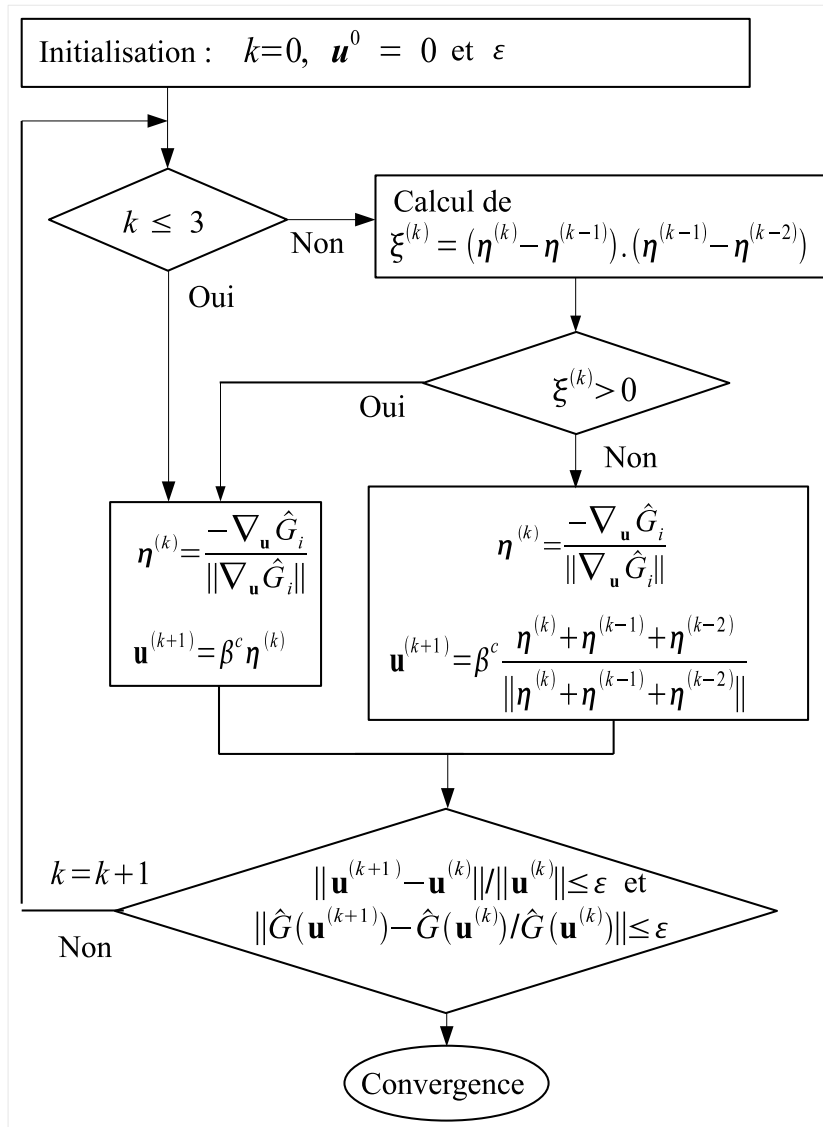 Initialisation : k=0, u^0 = 0 et ε
k ≤ 3
Non
Oui
Calcul de
ξ^(k) = (η^(k) − η^(k−1)).(η^(k−1) − η^(k−2))
ξ^(k) > 0
Oui
Non
η^(k) = −∇_u Ĝ_i / ||∇_u Ĝ_i||
u^(k+1) = β^c η^(k)
η^(k) = −∇_u Ĝ_i / ||∇_u Ĝ_i||
u^(k+1) = β^c (η^(k) + η^(k−1) + η^(k−2)) / ||η^(k) + η^(k−1) + η^(k−2)||
k = k+1
Non
||u^(k+1) − u^(k)||/||u^(k)|| ≤ ε et
||Ĝ(u^(k+1)) − Ĝ(u^(k))/Ĝ(u^(k))|| ≤ ε
Convergence